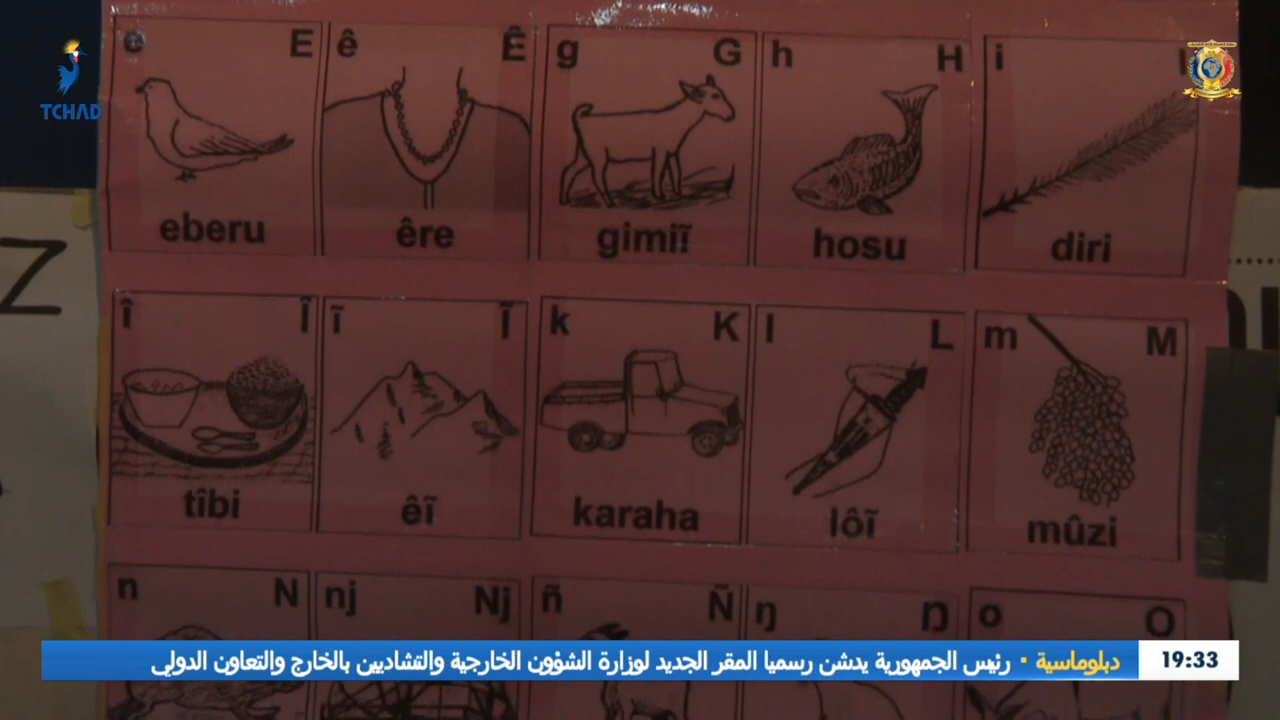 e E ê Ê g G h H i
TCHAD
eberu êre gimiĩ hosu diri
Z
î Î ĩ Ĩ k K l L m M
tîbi êĩ karaha lôĩ mûzi
n N nj Nj ñ Ñ ŋ Ŋ o O
دبلوماسية · رئيس الجمهورية يدشن رسميا المقر الجديد لوزارة الشؤون الخارجية والتشاديين بالخارج والتعاون الدولي
19:33